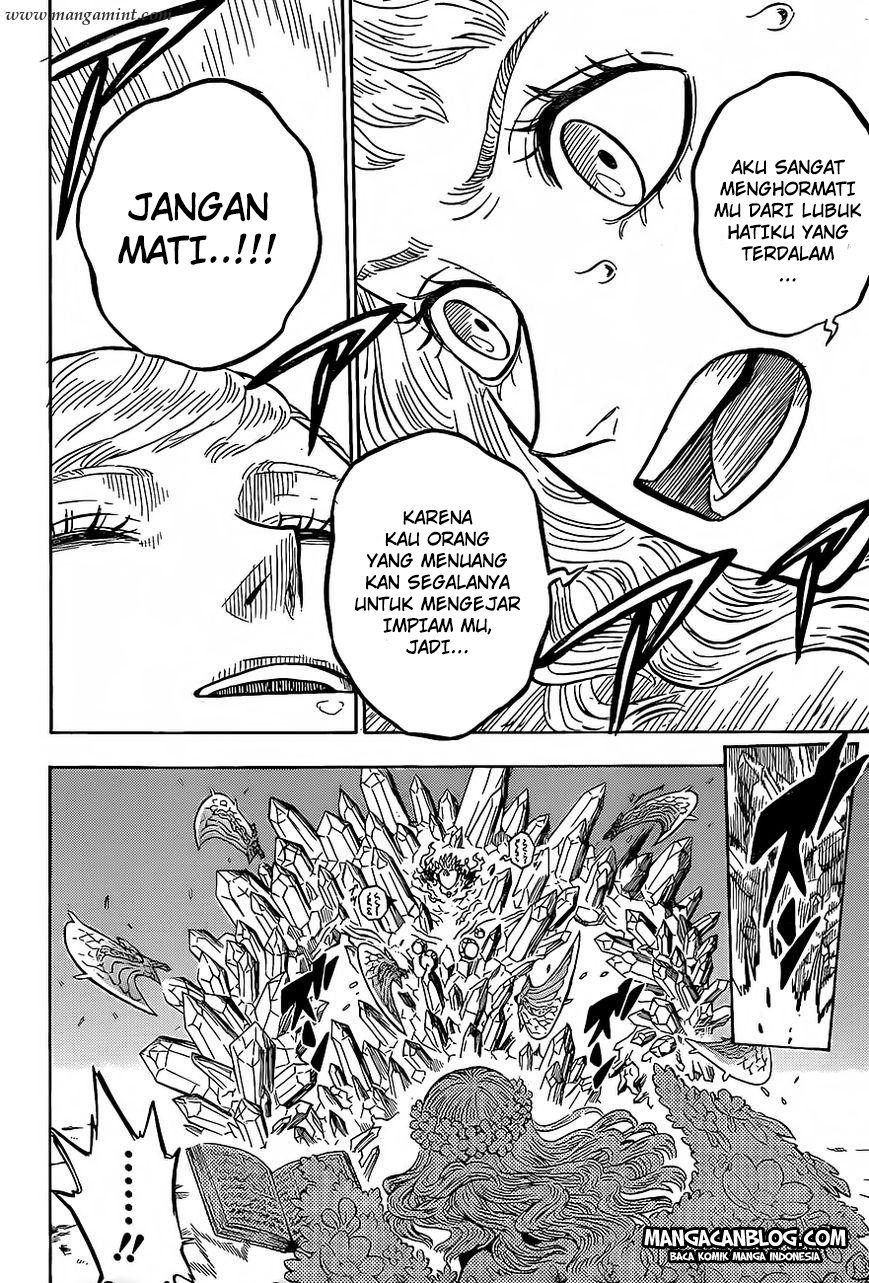 www.mangamint.com
AKU SANGAT
MENGHORMATI
MU DARI LUBUK
HATIKU YANG
TERDALAM
...
KARENA
KAU ORANG
YANG MENUANG
KAN SEGALANYA
UNTUK MENGEJAR
IMPIAM MU,
JADI...
JANGAN
MATI..!!!
......!!
MANGACANBLOG.COM
BACA KOMIK MANGA INDONESIA